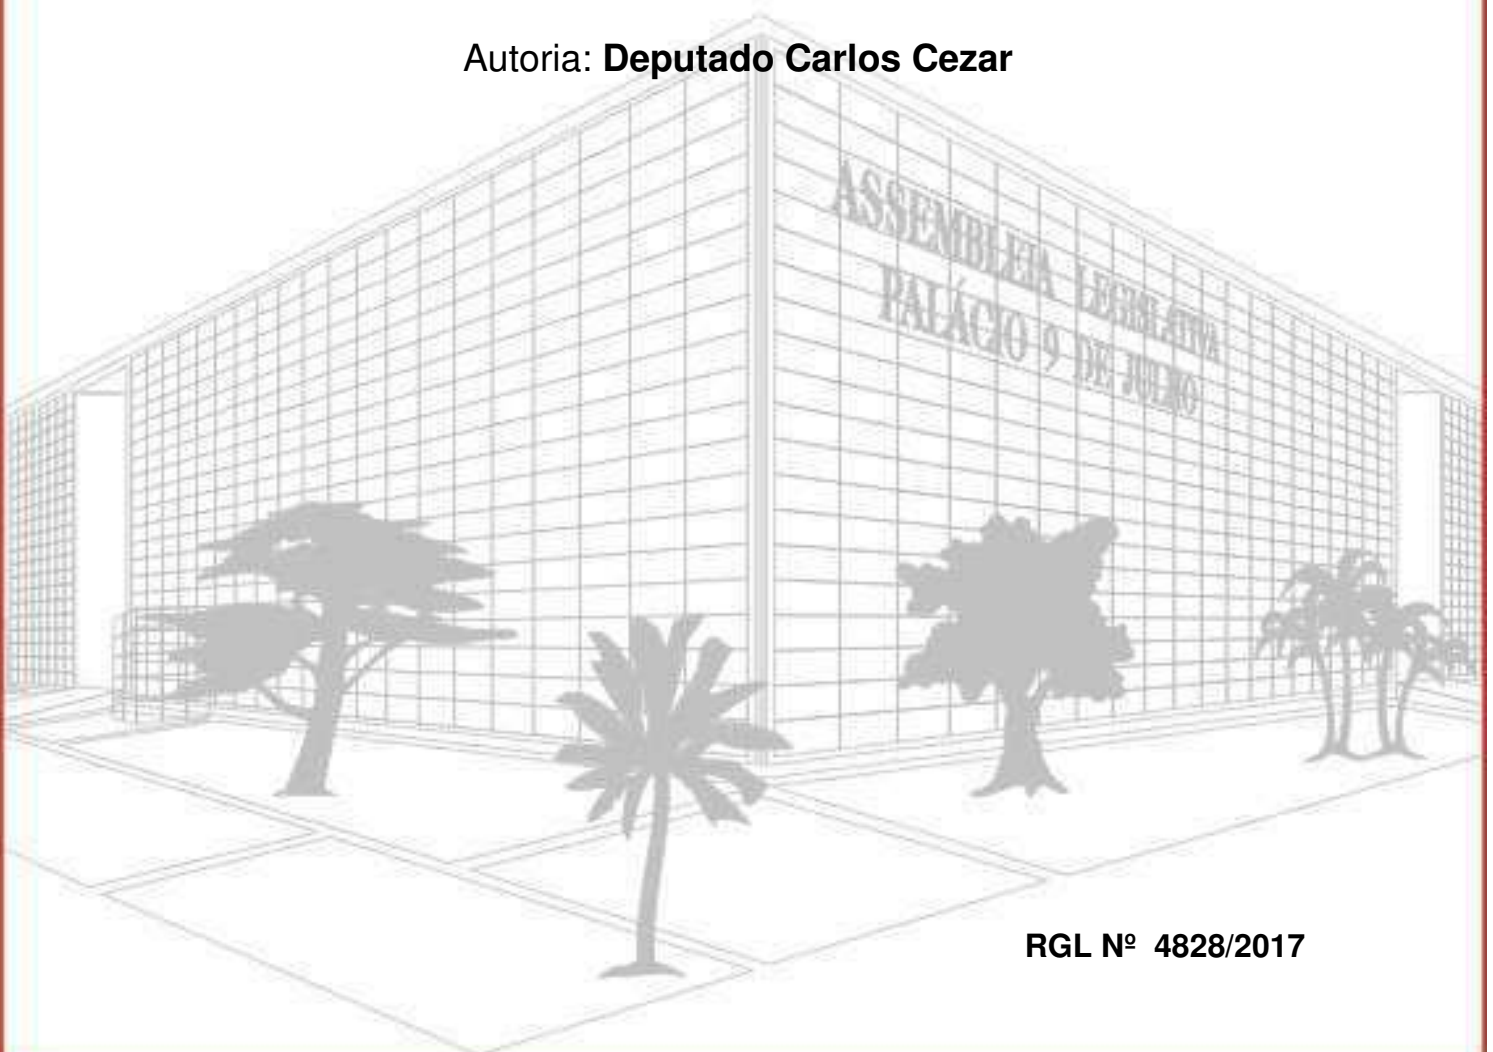 Autoria: Deputado Carlos Cezar
ASSEMBLEIA LEGISLATIVA
PALÁCIO 9 DE JULHO
RGL Nº 4828/2017